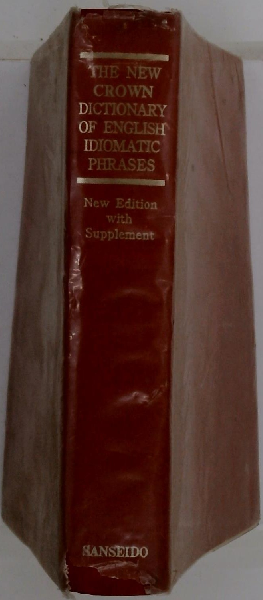 THE NEW
CROWN
DICTIONARY
OF ENGLISH
IDIOMATIC
PHRASES
New Edition
with
Supplement
SANSEIDO